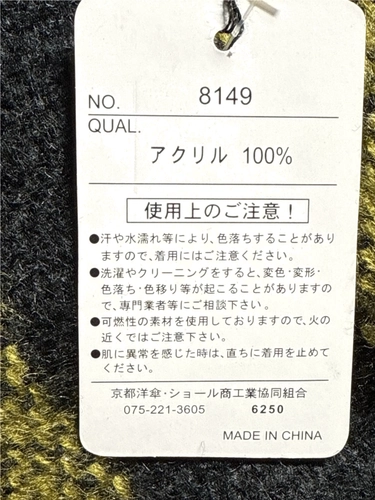 NO. 8149
QUAL.
アクリル 100%
使用上のご注意！
●汗や水濡れ等により、色落ちすることがあり
ますので、着用にはご注意ください。
●洗濯やクリーニングをすると、変色・変形・
色落ち・色移り等が起こることがありますの
で、専門業者等にご相談下さい。
●可燃性の素材を使用しておりますので、火の
近くではご注意下さい。
●肌に異常を感じた時は、直ちに着用を止めて
ください。
京都洋傘・ショール商工業協同組合
075-221-3605 6250
MADE IN CHINA